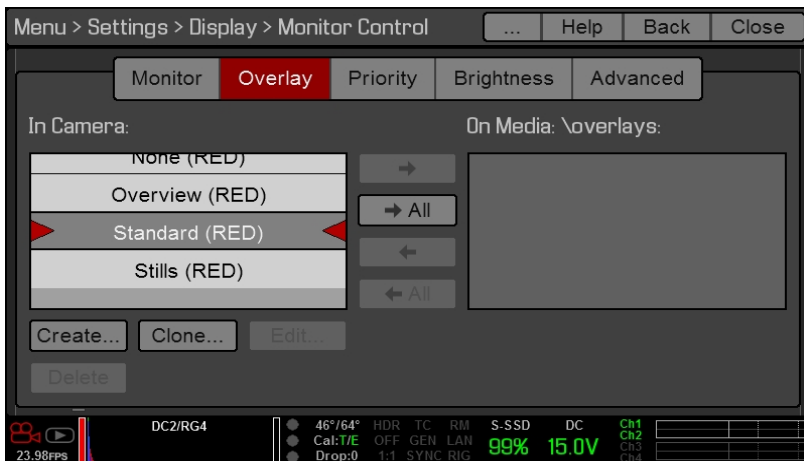 Menu > Settings > Display > Monitor Control ... Help Back Close
Monitor Overlay Priority Brightness Advanced
In Camera: On Media: \overlays:
None (RED)
Overview (RED)
Standard (RED)
Stills (RED)
→
→ All
←
← All
Create... Clone... Edit...
Delete
DC2/RG4 46°/64° HDR TC RM S-SSD DC Ch1
Cal:T/E OFF GEN LAN 99% 15.0V Ch2
23.98FPS Drop:0 1:1 SYNC RIG Ch3
Ch4